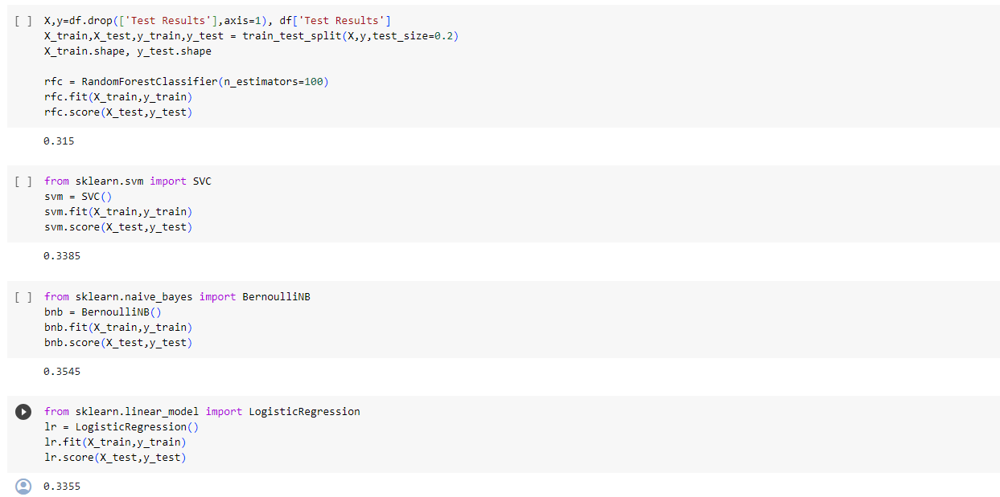 [ ] X,y=df.drop(['Test Results'],axis=1), df['Test Results']
X_train,X_test,y_train,y_test = train_test_split(X,y,test_size=0.2)
X_train.shape, y_test.shape
rfc = RandomForestClassifier(n_estimators=100)
rfc.fit(X_train,y_train)
rfc.score(X_test,y_test)
0.315
[ ] from sklearn.svm import SVC
svm = SVC()
svm.fit(X_train,y_train)
svm.score(X_test,y_test)
0.3385
[ ] from sklearn.naive_bayes import BernoulliNB
bnb = BernoulliNB()
bnb.fit(X_train,y_train)
bnb.score(X_test,y_test)
0.3545
from sklearn.linear_model import LogisticRegression
lr = LogisticRegression()
lr.fit(X_train,y_train)
lr.score(X_test,y_test)
0.3355